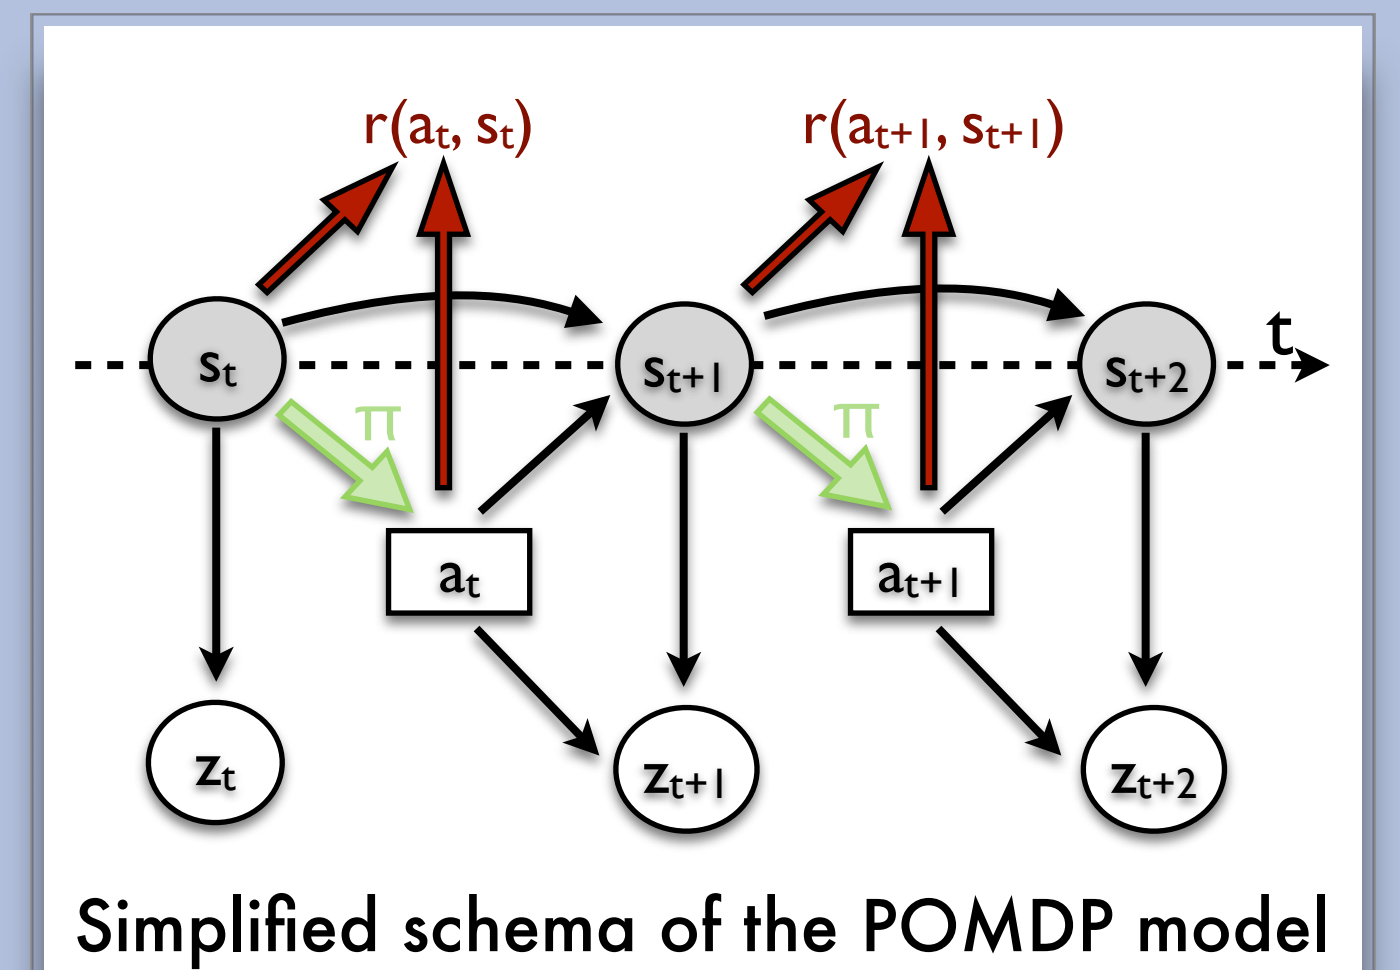 r(aₜ, sₜ) r(aₜ₊₁, sₜ₊₁)
t
sₜ sₜ₊₁ sₜ₊₂
π π
aₜ aₜ₊₁
zₜ zₜ₊₁ zₜ₊₂
Simplified schema of the POMDP model